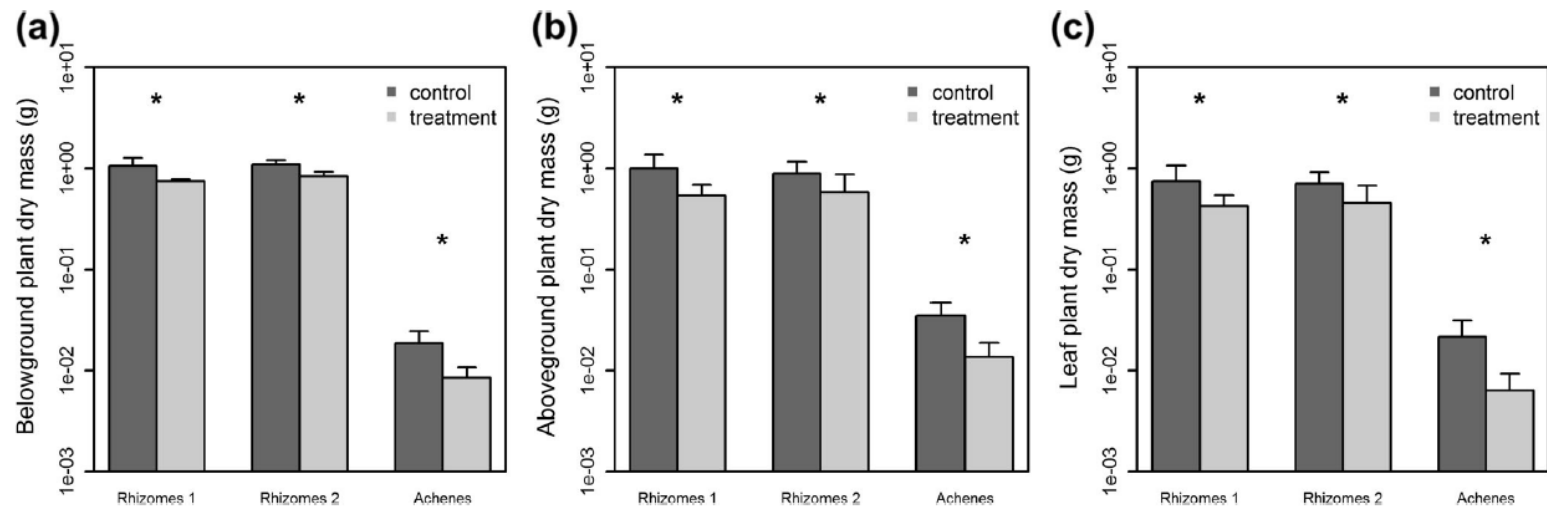 (a)
Belowground plant dry mass (g)
1e+01
1e+00
1e-01
1e-02
1e-03
control
treatment
*
*
*
Rhizomes 1
Rhizomes 2
Achenes
(b)
Aboveground plant dry mass (g)
1e+01
1e+00
1e-01
1e-02
1e-03
control
treatment
*
*
*
Rhizomes 1
Rhizomes 2
Achenes
(c)
Leaf plant dry mass (g)
1e+01
1e+00
1e-01
1e-02
1e-03
control
treatment
*
*
*
Rhizomes 1
Rhizomes 2
Achenes